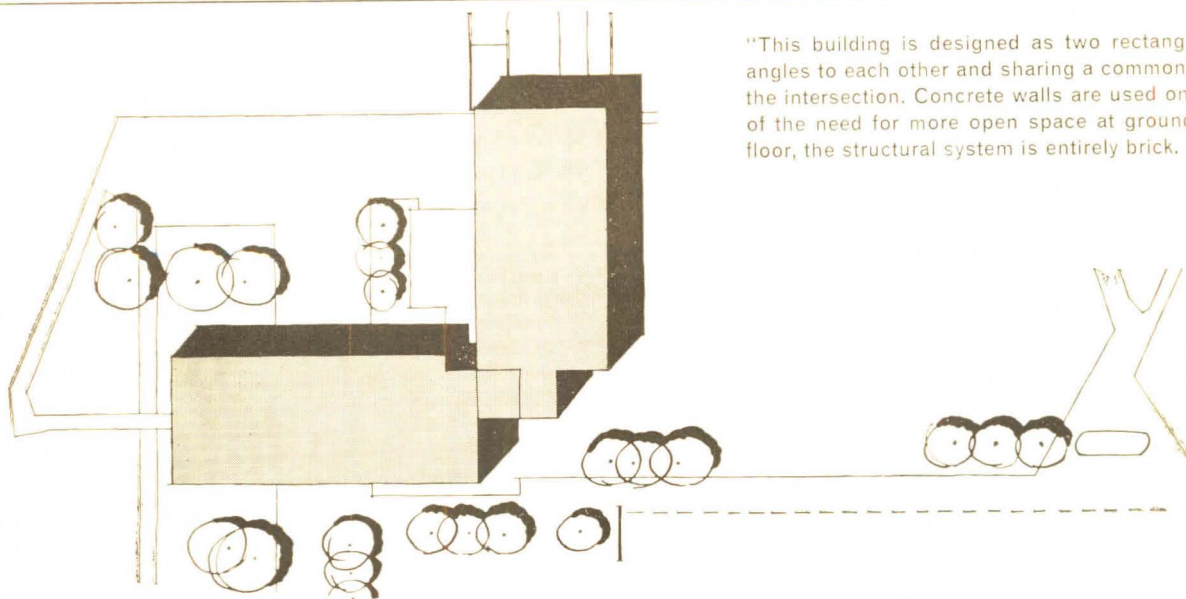 “This building is designed as two rectang
angles to each other and sharing a common
the intersection. Concrete walls are used on
of the need for more open space at ground
floor, the structural system is entirely brick.